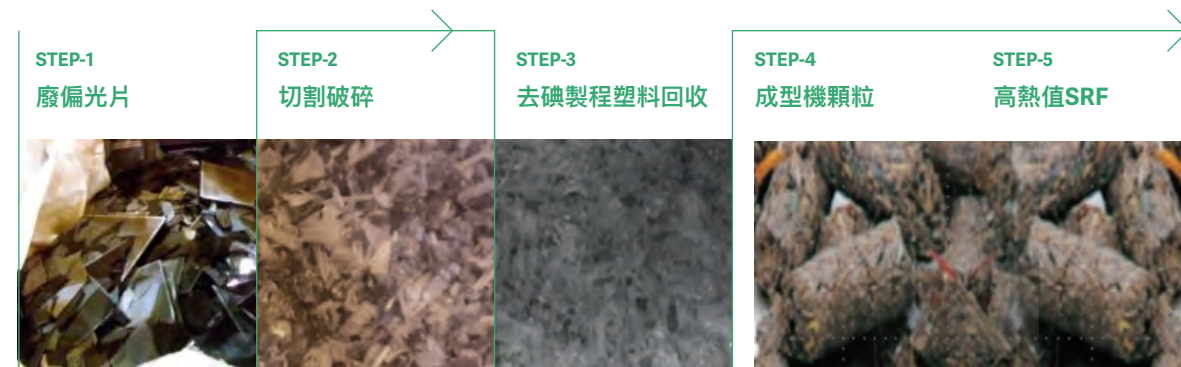 STEP-1
廢偏光片
STEP-2
切割破碎
STEP-3
去碘製程塑料回收
STEP-4
成型機顆粒
STEP-5
高熱值SRF